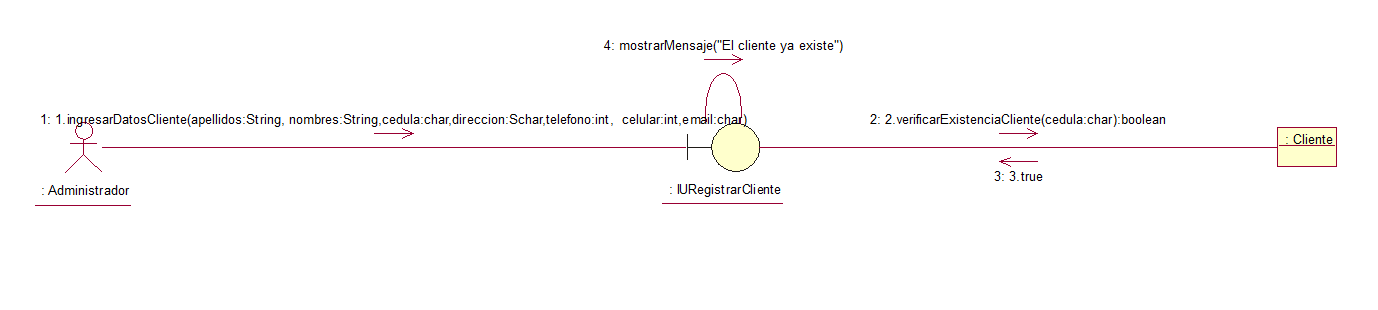 4: mostrarMensaje("El cliente ya existe")
1: 1.ingresarDatosCliente(apellidos:String, nombres:String,cedula:char,direccion:Schar,telefono:int, celular:int,email:char)
2: 2.verificarExistenciaCliente(cedula:char):boolean
: Cliente
3: 3.true
: Administrador
: IURegistrarCliente